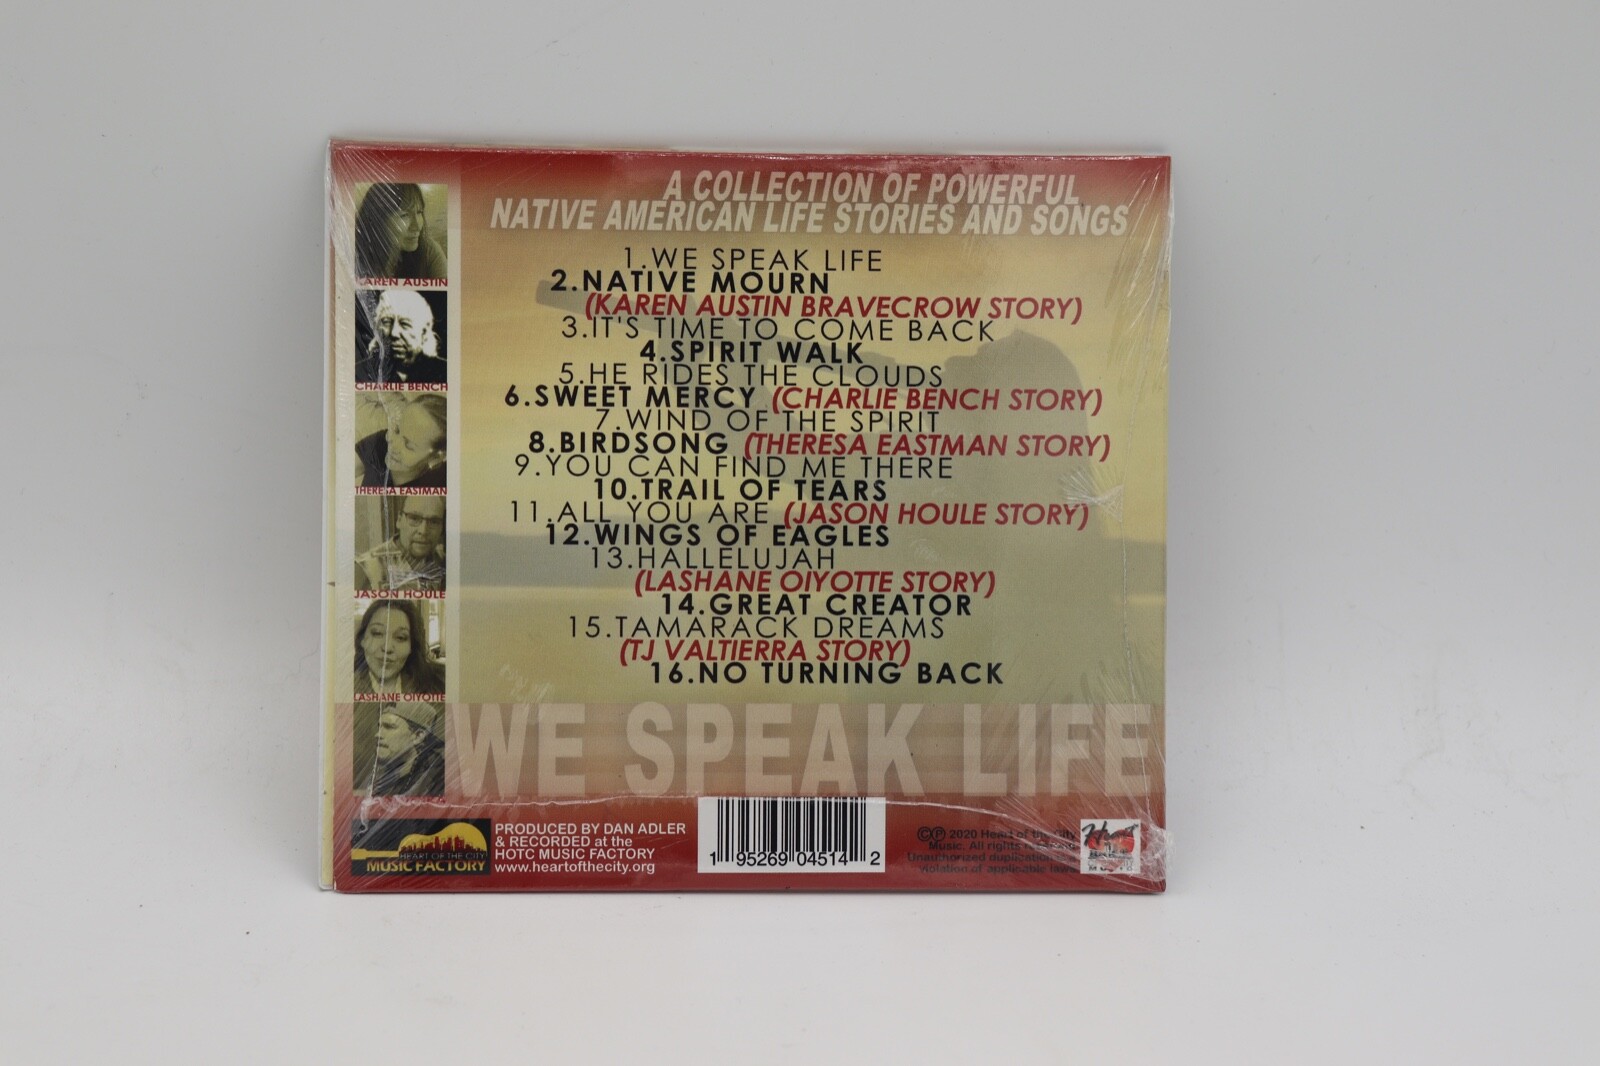 A COLLECTION OF POWERFUL
NATIVE AMERICAN LIFE STORIES AND SONGS
1.WE SPEAK LIFE
2.NATIVE MOURN
(KAREN AUSTIN BRAVECROW STORY)
3.IT'S TIME TO COME BACK
4.SPIRIT WALK
5.HE RIDES THE CLOUDS
6.SWEET MERCY (CHARLIE BENCH STORY)
7.WIND OF THE SPIRIT
8.BIRDSONG (THERESA EASTMAN STORY)
9.YOU CAN FIND ME THERE
10.TRAIL OF TEARS
11.ALL YOU ARE (JASON HOULE STORY)
12.WINGS OF EAGLES
13.HALLELUJAH
(LASHANE OIYOTTE STORY)
14.GREAT CREATOR
15.TAMARACK DREAMS
(TJ VALTIERRA STORY)
16.NO TURNING BACK
KAREN AUSTIN
CHARLIE BENCH
THERESA EASTMAN
JASON HOULE
LASHANE OIYOTTE
WE SPEAK LIFE
HEART OF THE CITY
MUSIC FACTORY
PRODUCED BY DAN ADLER
& RECORDED at the
HOTC MUSIC FACTORY
www.heartofthecity.org
1 95269 04514 2
©℗ 2020 Heart of the City
Music. All rights reserved.
Unauthorized duplication is a
violation of applicable laws
Heart